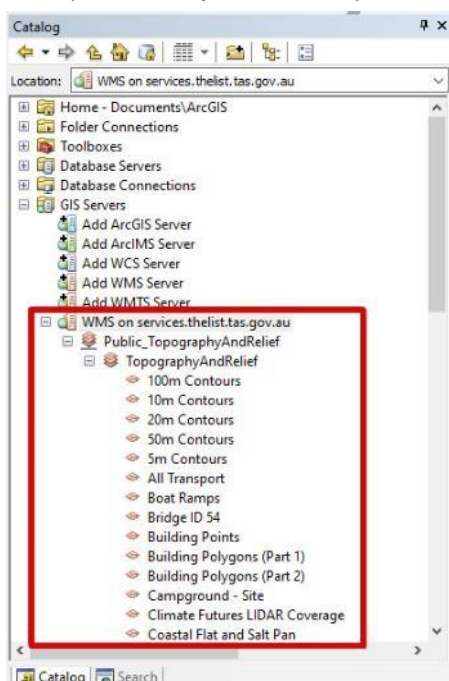 Catalog
Location: WMS on services.thelist.tas.gov.au
Home - Documents\ArcGIS
Folder Connections
Toolboxes
Database Servers
Database Connections
GIS Servers
Add ArcGIS Server
Add ArcIMS Server
Add WCS Server
Add WMS Server
Add WMTS Server
WMS on services.thelist.tas.gov.au
Public_TopographyAndRelief
TopographyAndRelief
100m Contours
10m Contours
20m Contours
50m Contours
5m Contours
All Transport
Boat Ramps
Bridge ID 54
Building Points
Building Polygons (Part 1)
Building Polygons (Part 2)
Campground - Site
Climate Futures LIDAR Coverage
Coastal Flat and Salt Pan
Catalog Search